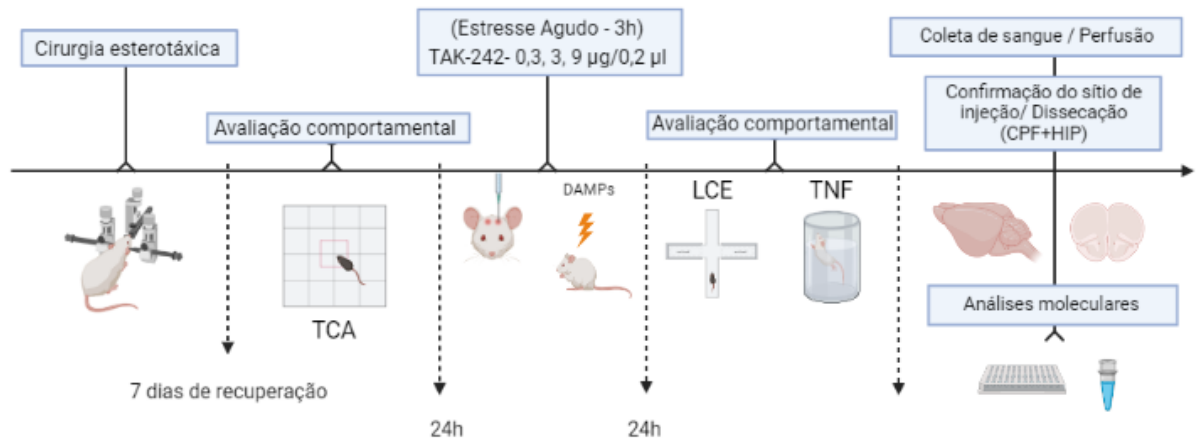 Cirurgia esterotáxica
Avaliação comportamental
(Estresse Agudo - 3h)
TAK-242- 0,3, 3, 9 µg/0,2 µl
Avaliação comportamental
Coleta de sangue / Perfusão
Confirmação do sítio de
injeção/ Dissecação
(CPF+HIP)
DAMPs
LCE
TNF
TCA
Análises moleculares
7 dias de recuperação
24h
24h